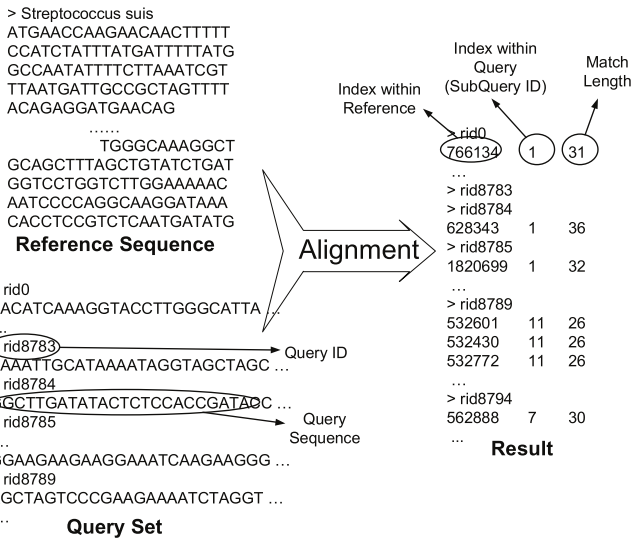 > Streptococcus suis
ATGAACCAAGAACAACTTTTT
CCATCTATTTATGATTTTTATG
GCCAATATTTTCTTAAATCGT
TTAATGATTGCCGCTAGTTTT
ACAGAGGATGAACAG
......
TGGGCAAAGGCT
GCAGCTTTAGCTGTATCTGAT
GGTCCTGGTCTTGGAAAAAC
AATCCCCAGGCAAGGATAAA
CACCTCCGTCTCAATGATATG
Reference Sequence
rid0
ACATCAAAGGTACCTTGGGCATTA ...
..
rid8783
AAATTGCATAAAATAGGTAGCTAGC ...
rid8784
GGCTTGATATACTCTCCACCGATACC ...
rid8785
..
GGAAGAAGAAGGAAATCAAGAAGGG ...
rid8789
GCTAGTCCCGAAGAAAATCTAGGT ...
..
Query Set
Query ID
Query
Sequence
Alignment
Index within
Reference
Index within
Query
(SubQuery ID)
Match
Length
> rid0
766134 1 31
...
> rid8783
> rid8784
628343 1 36
> rid8785
1820699 1 32
...
> rid8789
532601 11 26
532430 11 26
532772 11 26
...
> rid8794
562888 7 30
...
Result